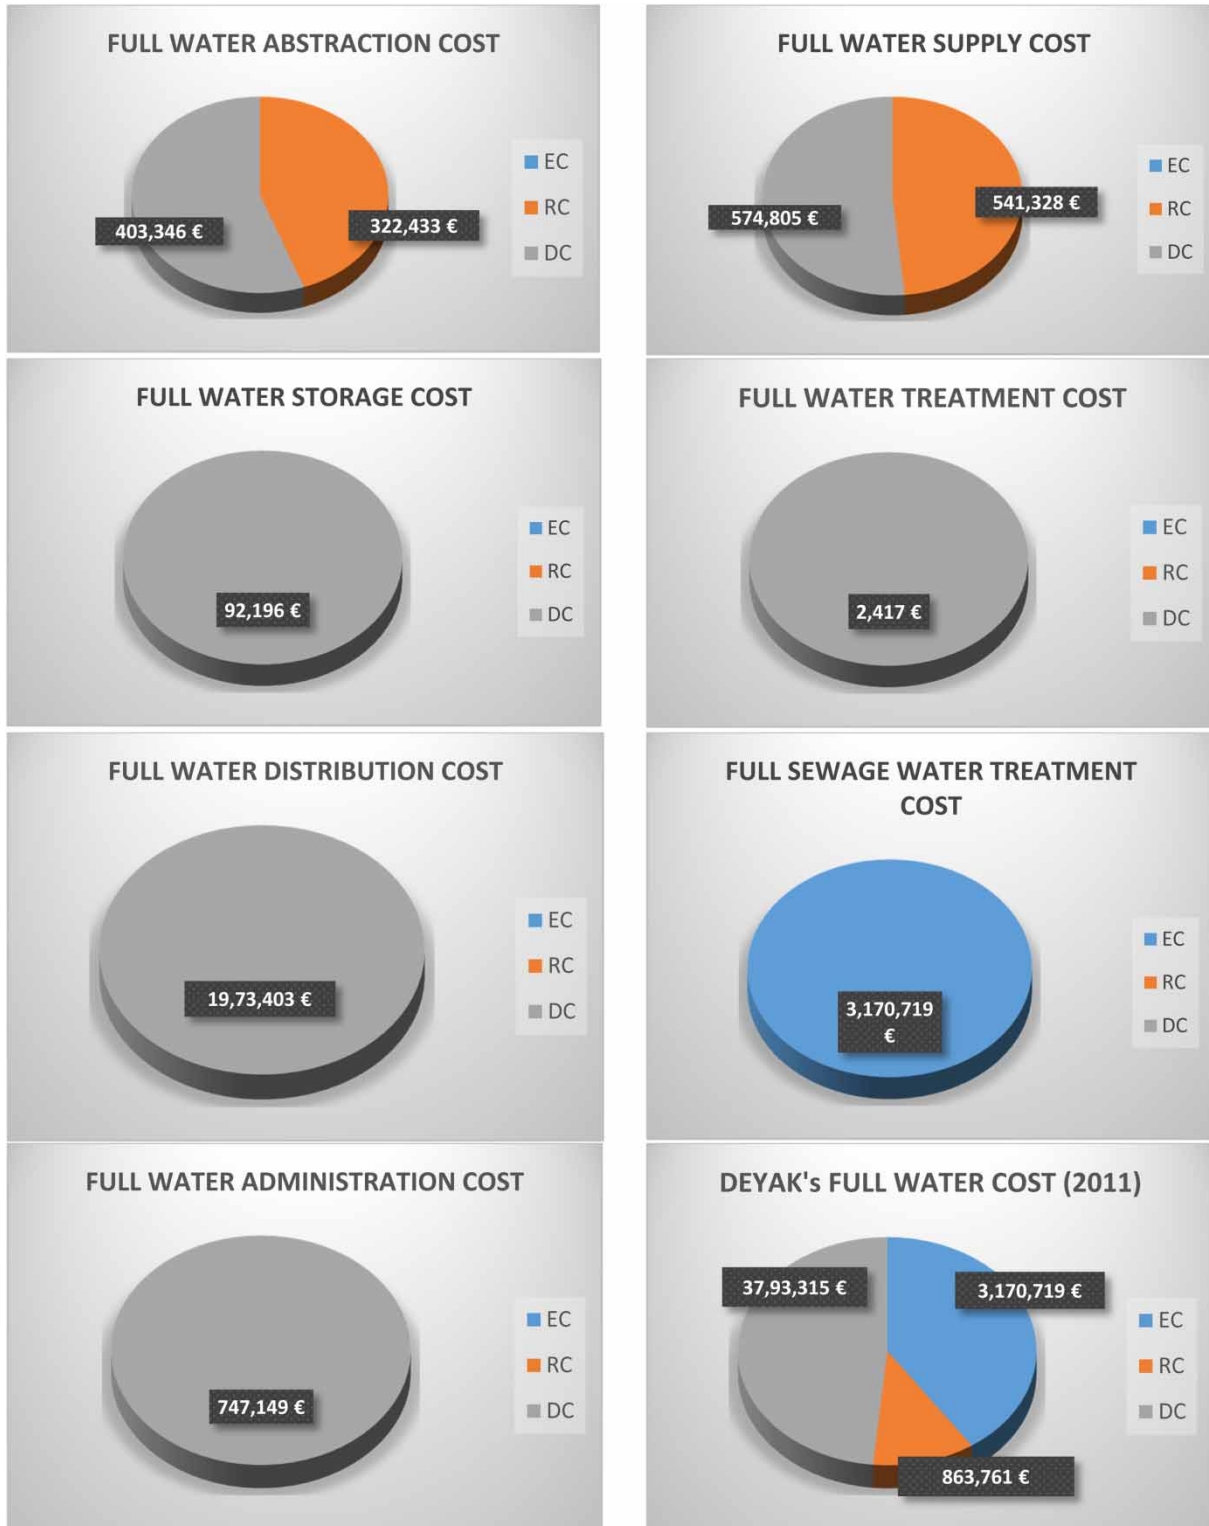 FULL WATER ABSTRACTION COST
403,346 €
322,433 €
EC
RC
DC
FULL WATER SUPPLY COST
574,805 €
541,328 €
EC
RC
DC
FULL WATER STORAGE COST
92,196 €
EC
RC
DC
FULL WATER TREATMENT COST
2,417 €
EC
RC
DC
FULL WATER DISTRIBUTION COST
19,73,403 €
EC
RC
DC
FULL SEWAGE WATER TREATMENT
COST
3,170,719
€
EC
RC
DC
FULL WATER ADMINISTRATION COST
747,149 €
EC
RC
DC
DEYAK's FULL WATER COST (2011)
37,93,315 €
3,170,719 €
863,761 €
EC
RC
DC